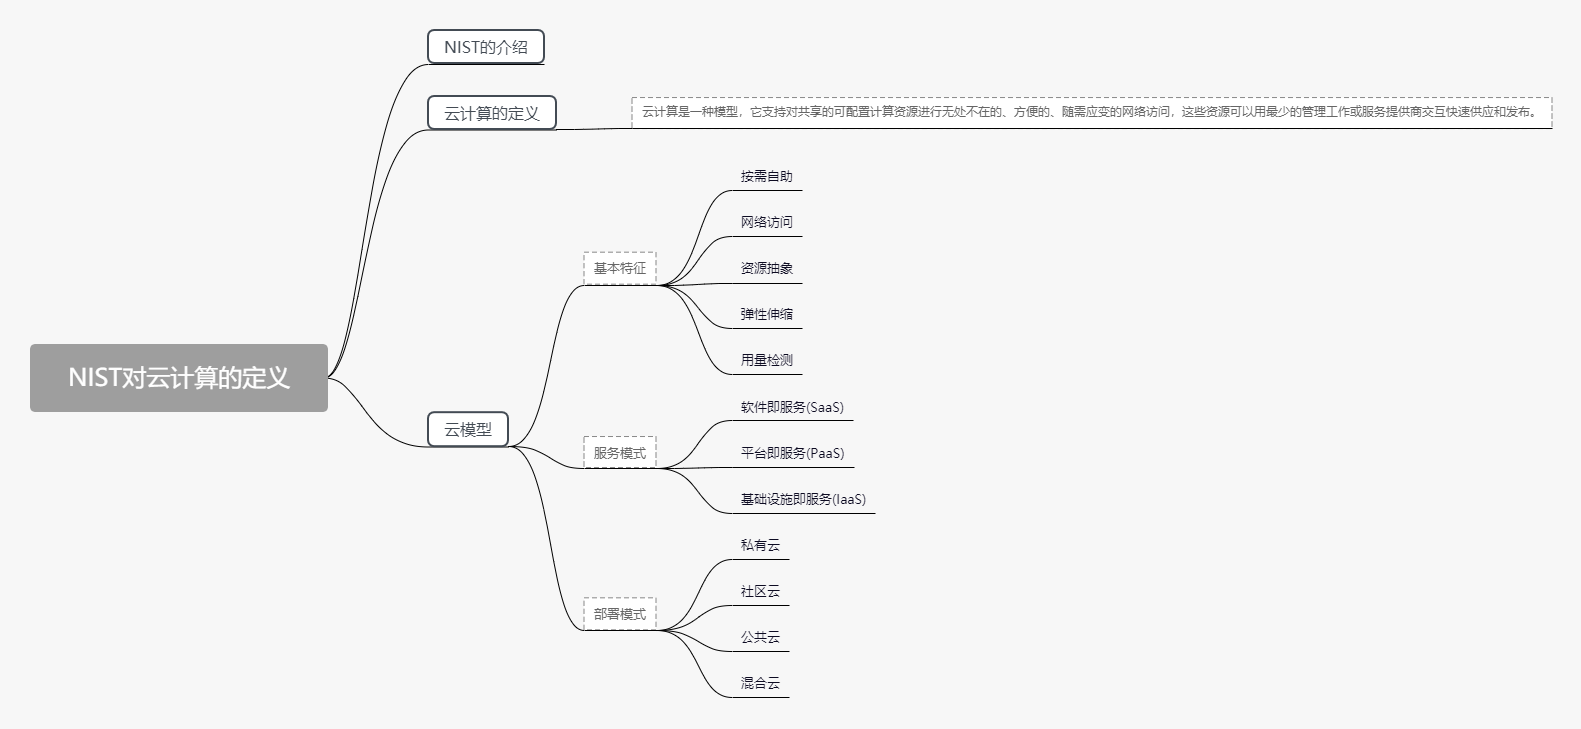 NIST的介绍
云计算的定义
云计算是一种模型，它支持对共享的可配置计算资源进行无处不在的、方便的、随需应变的网络访问，这些资源可以用最少的管理工作或服务提供商交互快速供应和发布。
按需自助
网络访问
基本特征
资源抽象
弹性伸缩
用量检测
NIST对云计算的定义
云模型
软件即服务(SaaS)
服务模式
平台即服务(PaaS)
基础设施即服务(IaaS)
私有云
社区云
部署模式
公共云
混合云